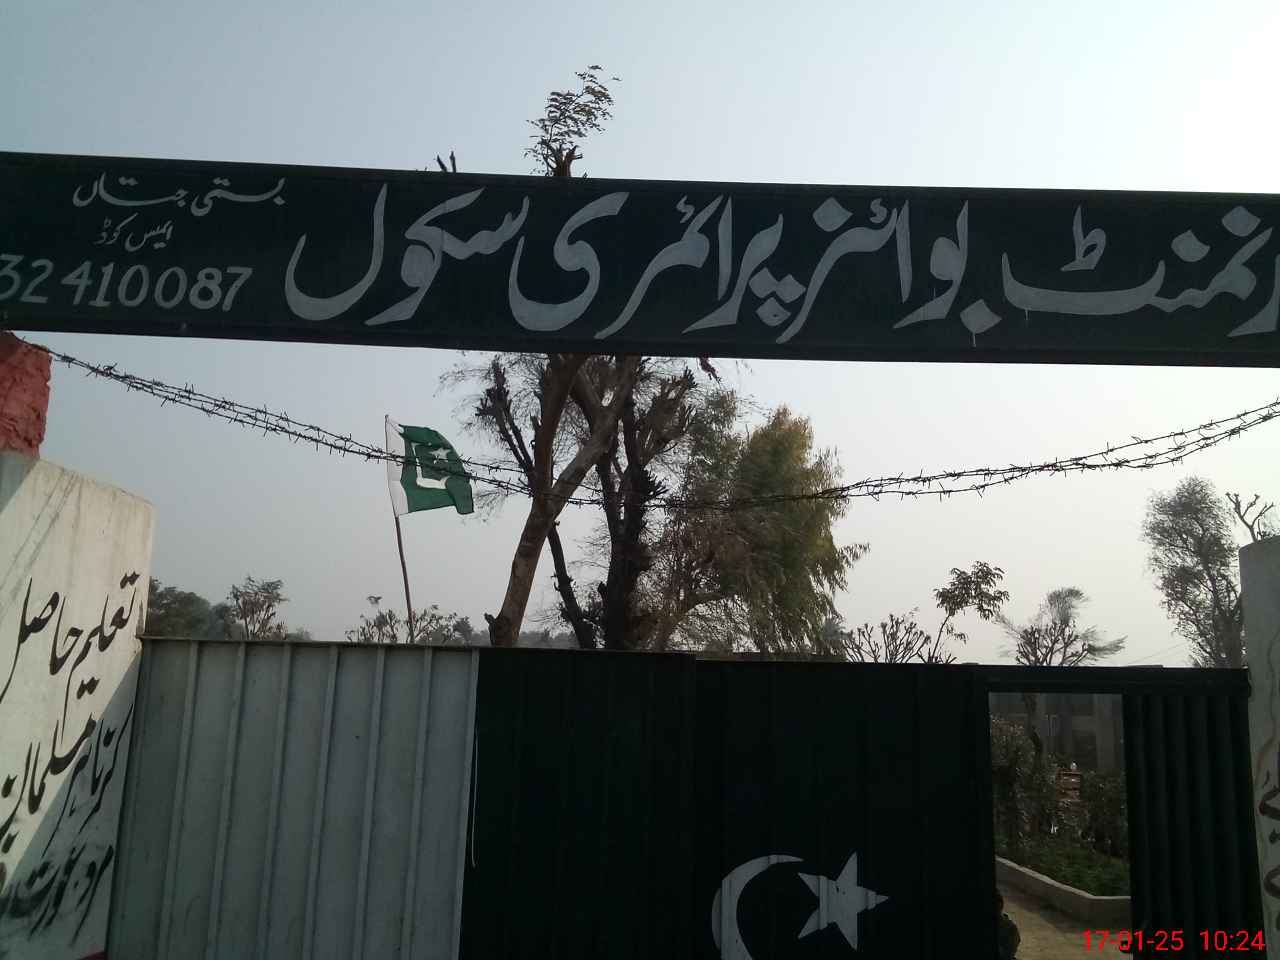 رنمنٹ بوائز پرائمری سکول
بستی جتاں
ایمیس کوڈ
32410087
تعلیم حاصل
کرنا ہر مسلمان
مرد عورت
17-01-25 10:24